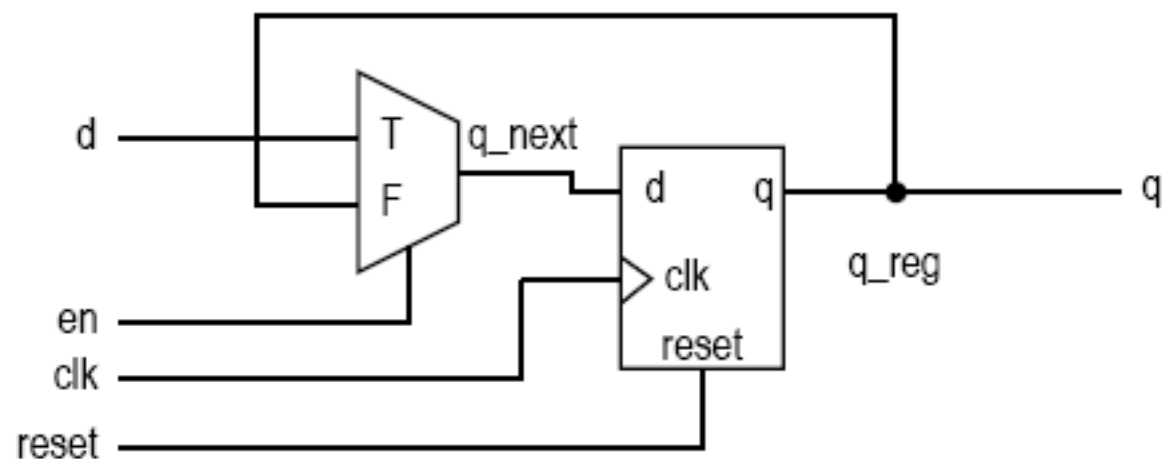 d
T
q_next
F
d
q
q
clk
q_reg
en
reset
clk
reset